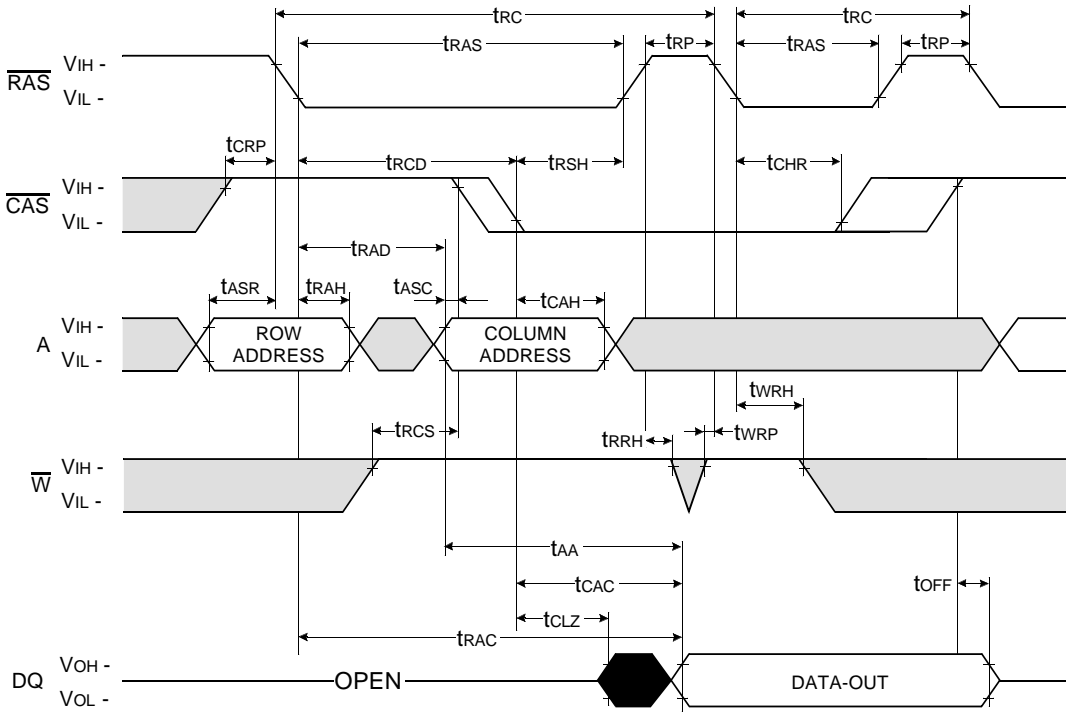 tRC tRC
tRAS tRP tRAS tRP
RAS VIH -
VIL -
tCRP tRCD tRSH tCHR
CAS VIH -
VIL -
tRAD
tASR tRAH tASC tCAH
A VIH -
VIL -
ROW
ADDRESS
COLUMN
ADDRESS
tWRH
tRCS tRRH tWRP
W VIH -
VIL -
tAA
tCAC tOFF
tCLZ
tRAC
DQ VOH -
VOL -
OPEN DATA-OUT